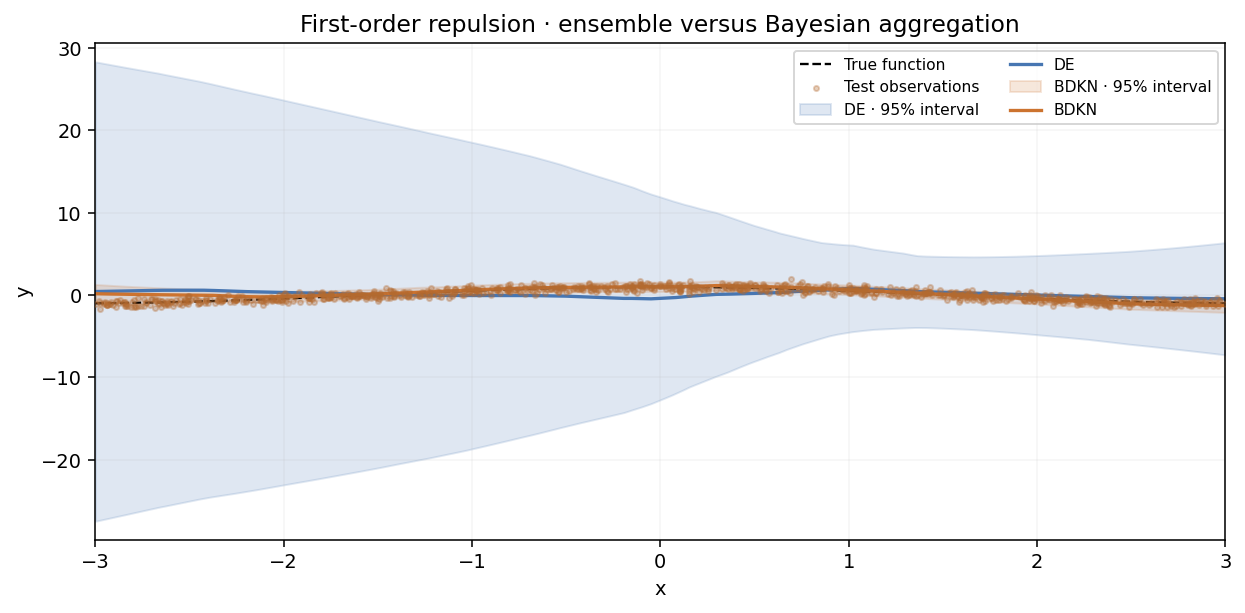 First-order repulsion · ensemble versus Bayesian aggregation
True function
Test observations
DE · 95% interval
DE
BDKN · 95% interval
BDKN
30
20
10
0
−10
−20
y
−3
−2
−1
0
1
2
3
x